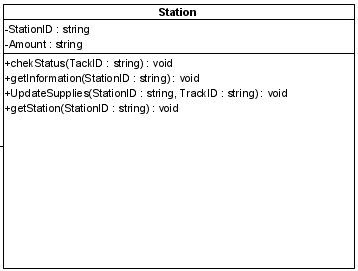 Station
-StationID : string
-Amount : string
+chekStatus(TackID : string) : void
+getInformation(StationID : string) : void
+UpdateSupplies(StationID : string, TrackID : string) : void
+getStation(StationID : string) : void